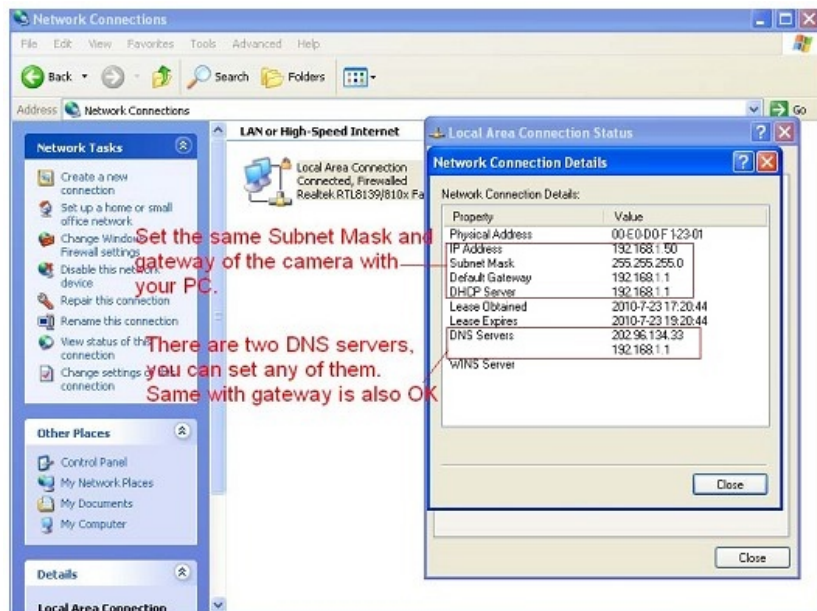 Network Connections
File Edit View Favorites Tools Advanced Help
Back Search Folders
Address Network Connections Go
Network Tasks
Create a new
connection
Set up a home or small
office network
Change Windows
Firewall settings
Disable this network
device
Repair this connection
Rename this connection
View status of this
connection
Change settings of this
connection
Other Places
Control Panel
My Network Places
My Documents
My Computer
Details
Local Area Connection
LAN or High-Speed Internet
Local Area Connection
Connected, Firewalled
Realtek RTL8139/810x Fa
Set the same Subnet Mask and
gateway of the camera with
your PC.
There are two DNS servers,
you can set any of them.
Same with gateway is also OK
Local Area Connection Status
Network Connection Details
Network Connection Details:
Property Value
Physical Address 00-E0-D0-F1-23-01
IP Address 192.168.1.50
Subnet Mask 255.255.255.0
Default Gateway 192.168.1.1
DHCP Server 192.168.1.1
Lease Obtained 2010-7-23 17:20:44
Lease Expires 2010-7-23 19:20:44
DNS Servers 202.96.134.33
192.168.1.1
WINS Server
Close
Close